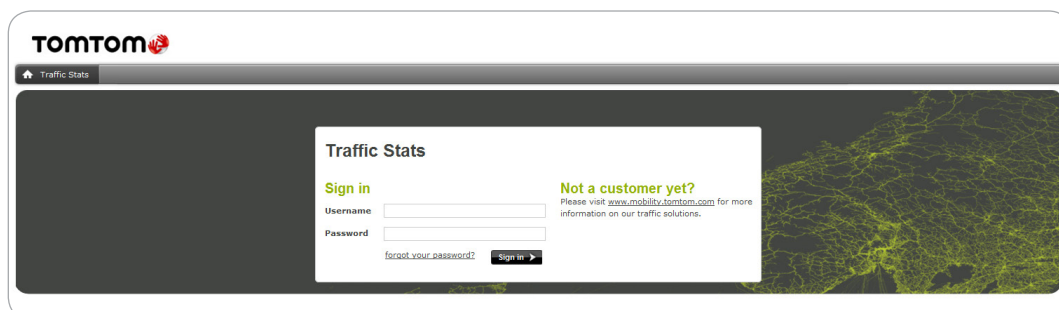 TOMTOM
Traffic Stats
Traffic Stats
Sign in
Username
Password
forgot your password?
Sign in
Not a customer yet?
Please visit www.mobility.tomtom.com for more
information on our traffic solutions.